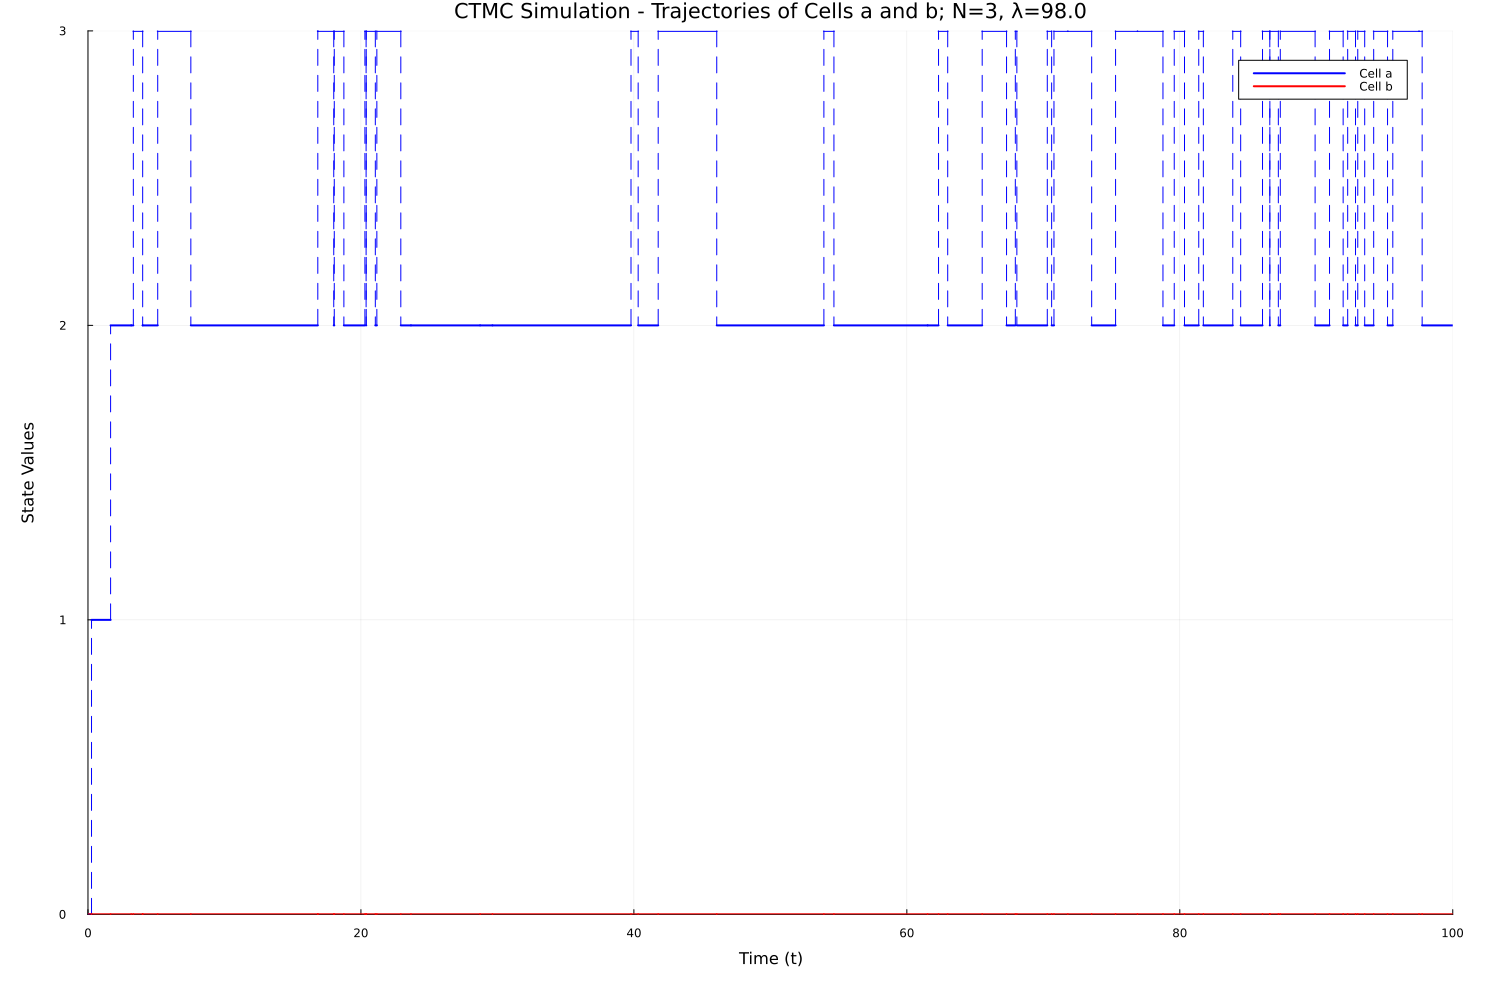 CTMC Simulation - Trajectories of Cells a and b; N=3, λ=98.0
3
Cell a
Cell b
2
State Values
1
0
0 20 40 60 80 100
Time (t)